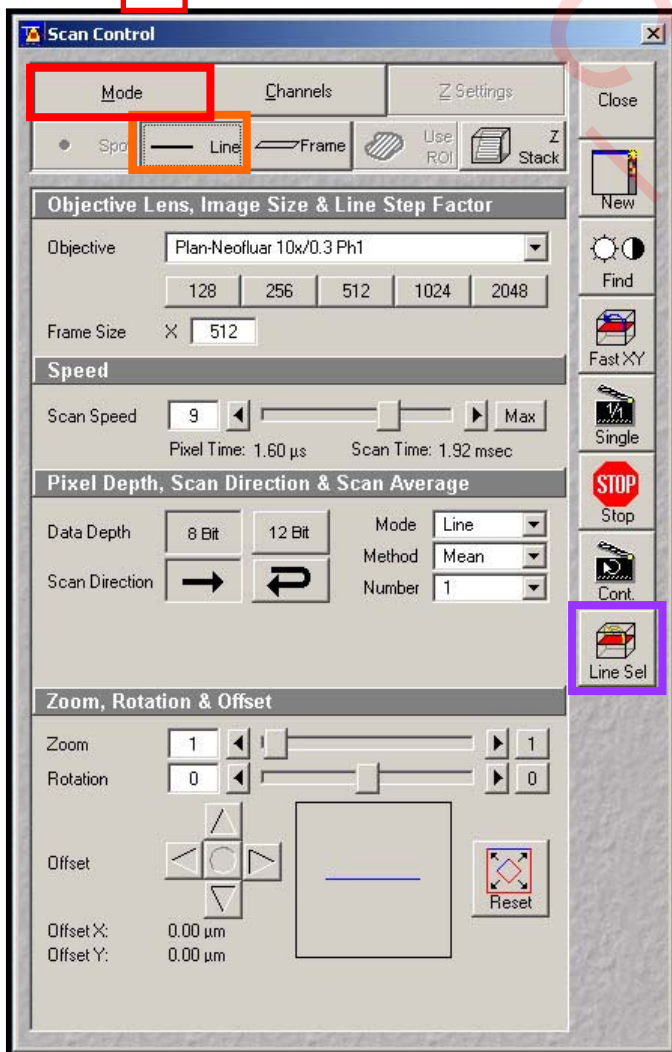 Scan Control
Mode Channels Z Settings Close
Spot Line Frame Use ROI Z Stack
New
Objective Lens, Image Size & Line Step Factor
Objective Plan-Neofluar 10x/0.3 Ph1
Find
128 256 512 1024 2048
Frame Size X 512
Fast XY
Speed
Scan Speed 9 Max
1/1
Single
Pixel Time: 1.60 µs Scan Time: 1.92 msec
Pixel Depth, Scan Direction & Scan Average
STOP
Stop
Data Depth 8 Bit 12 Bit Mode Line
Method Mean
Scan Direction Number 1
Cont.
Line Sel
Zoom, Rotation & Offset
Zoom 1 1
Rotation 0 0
Offset
Reset
Offset X: 0.00 µm
Offset Y: 0.00 µm